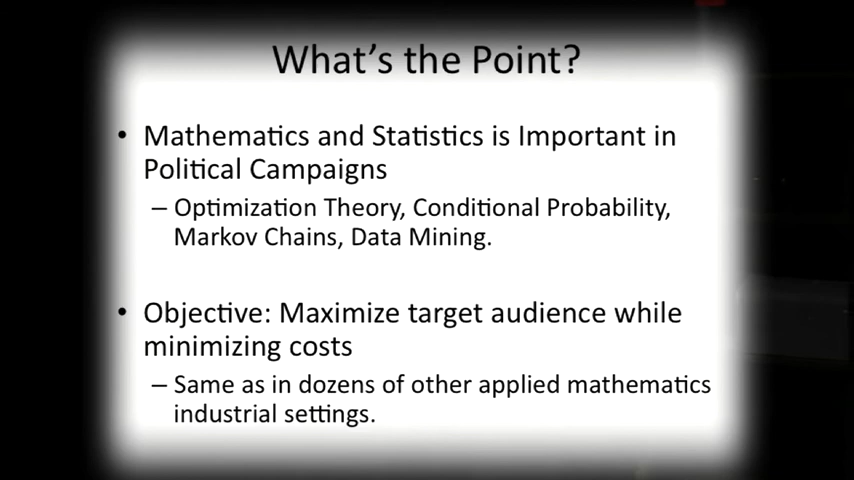 What's the Point?
• Mathematics and Statistics is Important in
Political Campaigns
– Optimization Theory, Conditional Probability,
Markov Chains, Data Mining.
• Objective: Maximize target audience while
minimizing costs
– Same as in dozens of other applied mathematics
industrial settings.